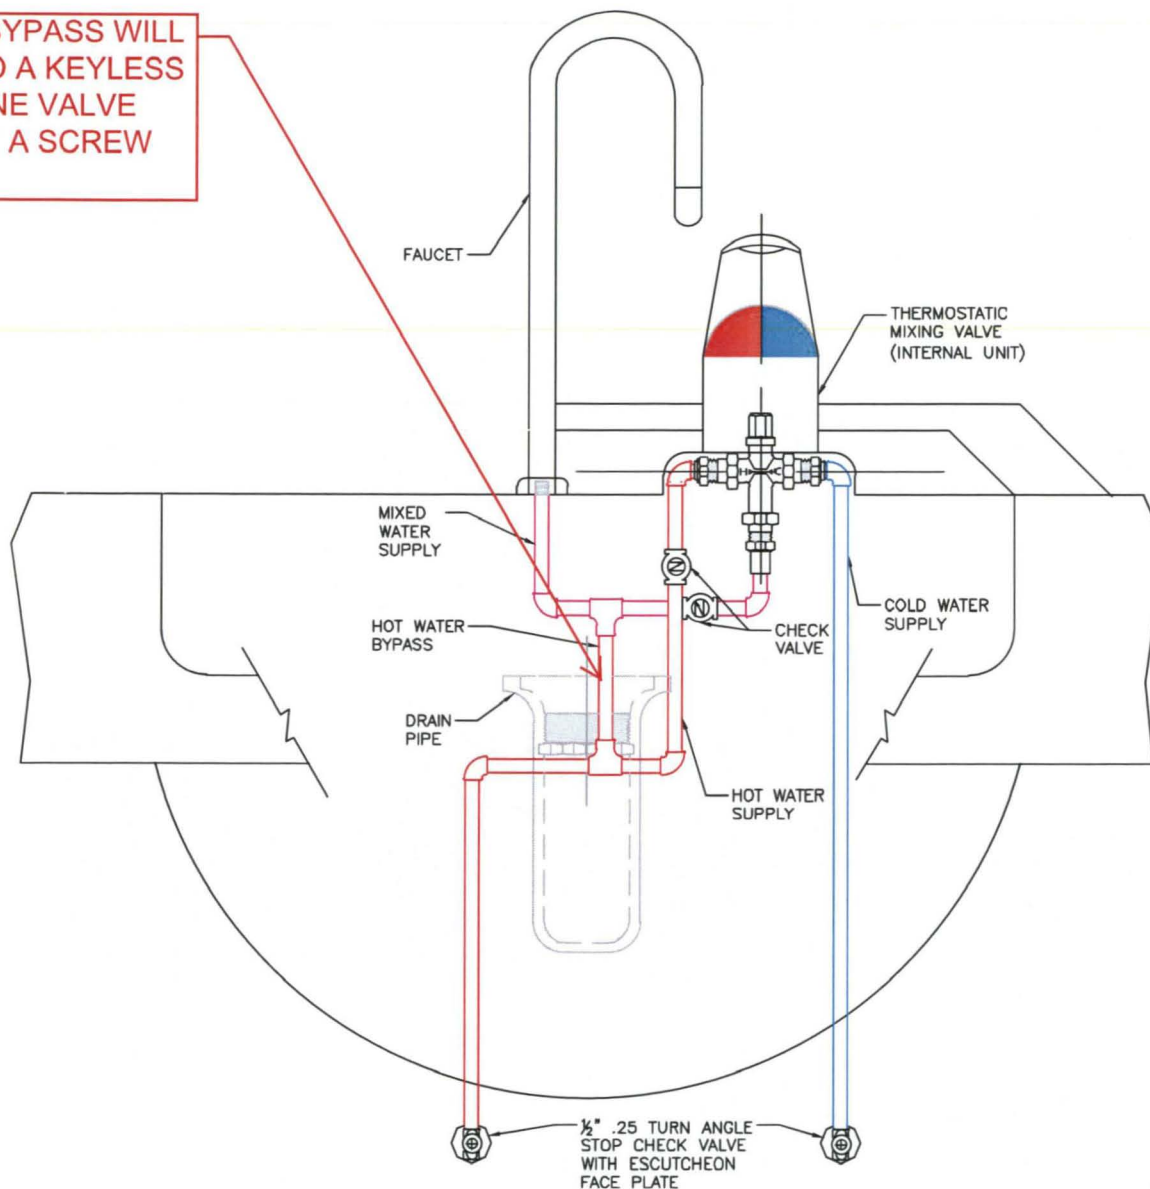 BYPASS WILL
A KEYLESS
VALVE
A SCREW
FAUCET
THERMOSTATIC
MIXING VALVE
(INTERNAL UNIT)
H C
MIXED
WATER
SUPPLY
HOT WATER
BYPASS
CHECK
VALVE
COLD WATER
SUPPLY
DRAIN
PIPE
HOT WATER
SUPPLY
½" .25 TURN ANGLE
STOP CHECK VALVE
WITH ESCUTCHEON
FACE PLATE